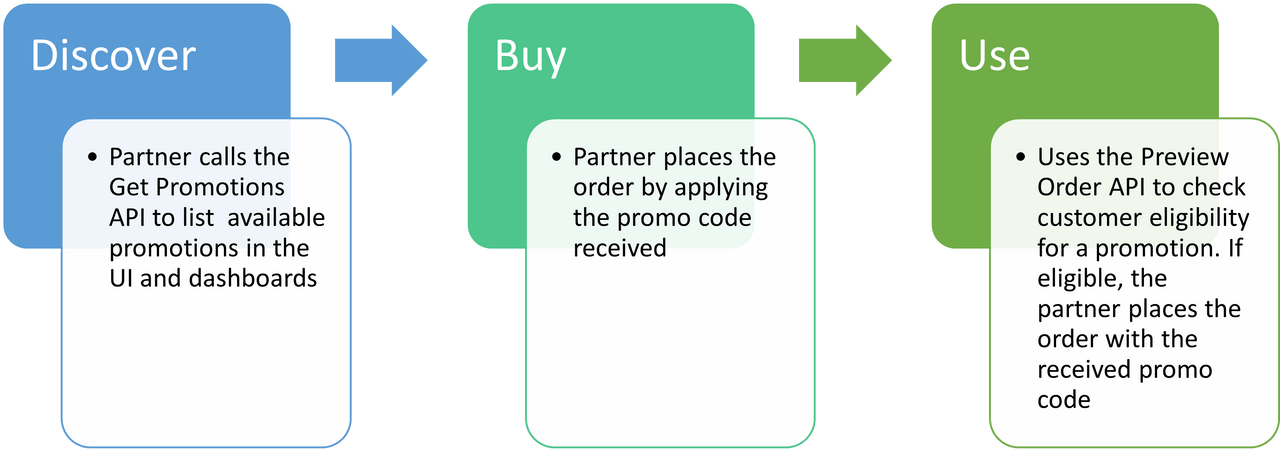 Discover
• Partner calls the
Get Promotions
API to list  available
promotions in the
UI and dashboards
Buy
• Partner places the
order by applying
the promo code
received
Use
• Uses the Preview
Order API to check
customer eligibility
for a promotion. If
eligible, the
partner places the
order with the
received promo
code